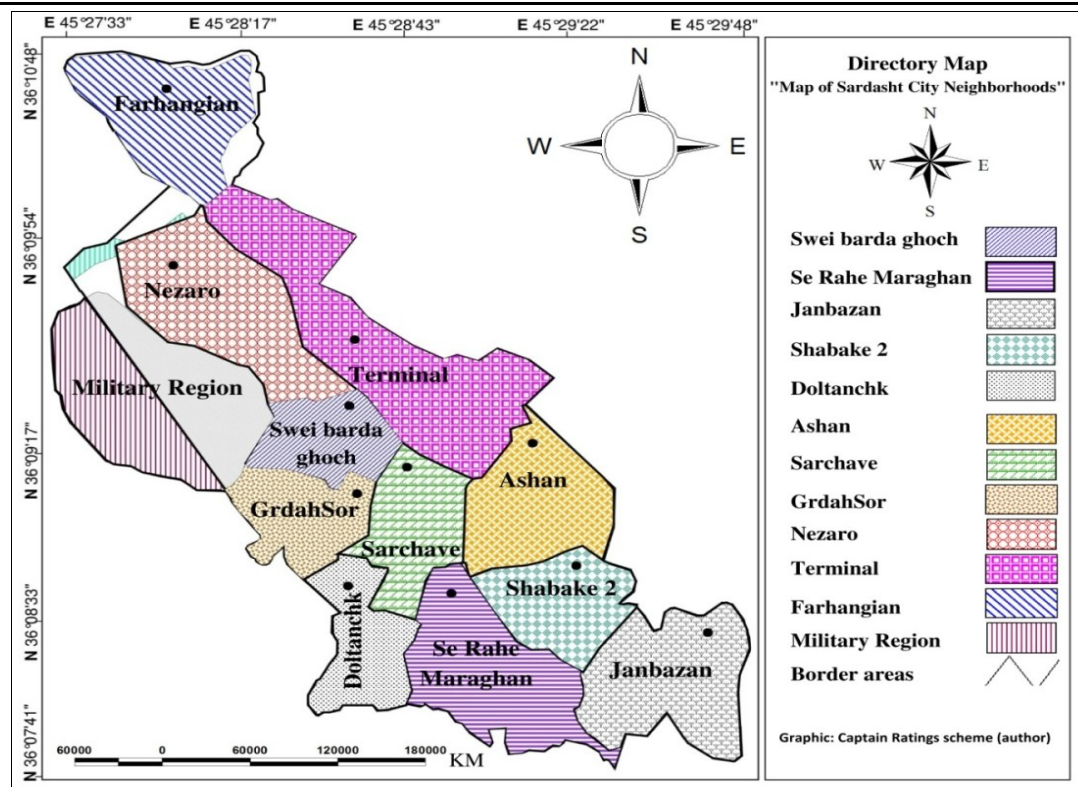 E 45°27'33" E 45°28'17" E 45°28'43" E 45°29'22" E 45°29'48"
N 36°10'48"
N 36°09'54"
N 36°09'17"
N 36°08'33"
N 36°07'41"
N
W E
S
Farhangian
Nezaro
Terminal
Military Region
Swei barda
ghoch
Ashan
GrdahSor
Sarchave
Shabake 2
Doltanchk
Se Rahe
Maraghan
Janbazan
60000 0 60000 120000 180000 KM
Directory Map
"Map of Sardasht City Neighborhoods"
N
W E
S
Swei barda ghoch
Se Rahe Maraghan
Janbazan
Shabake 2
Doltanchk
Ashan
Sarchave
GrdahSor
Nezaro
Terminal
Farhangian
Military Region
Border areas
Graphic: Captain Ratings scheme (author)